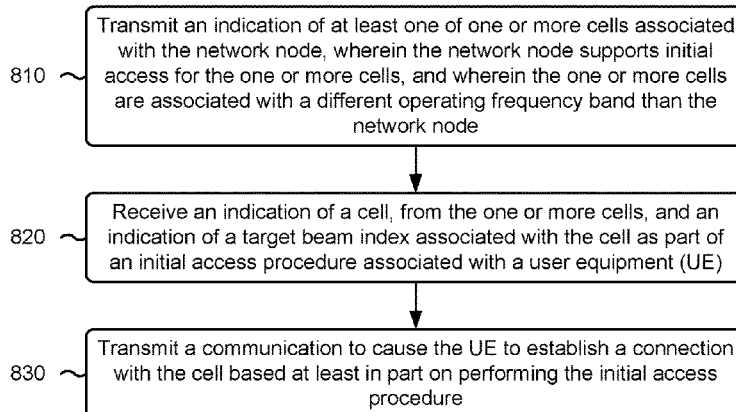 Transmit an indication of at least one of one or more cells associated
with the network node, wherein the network node supports initial
810
access for the one or more cells, and wherein the one or more cells
are associated with a different operating frequency band than the
network node
Receive an indication of a cell, from the one or more cells, and an
820
indication of a target beam index associated with the cell as part of
an initial access procedure associated with a user equipment (UE)
Transmit a communication to cause the UE to establish a connection
830
with the cell based at least in part on performing the initial access
procedure